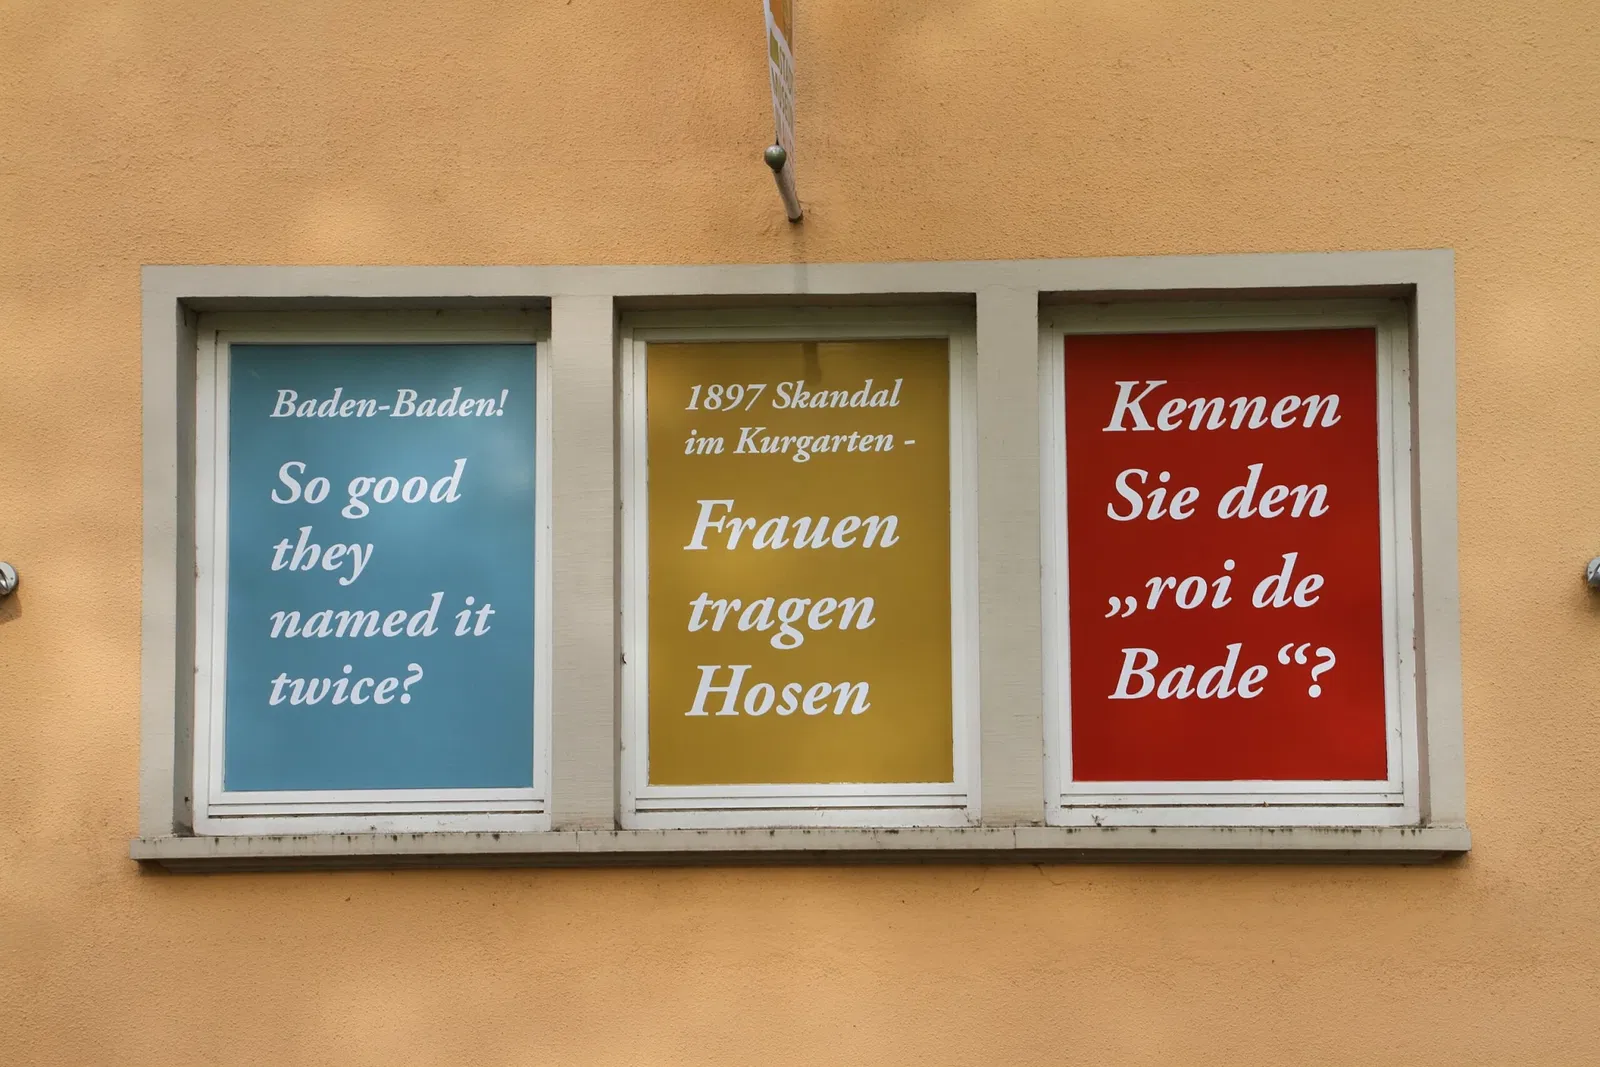 Baden-Baden!
So good
they
named it
twice?
1897 Skandal
im Kurgarten -
Frauen
tragen
Hosen
Kennen
Sie den
„roi de
Bade“?